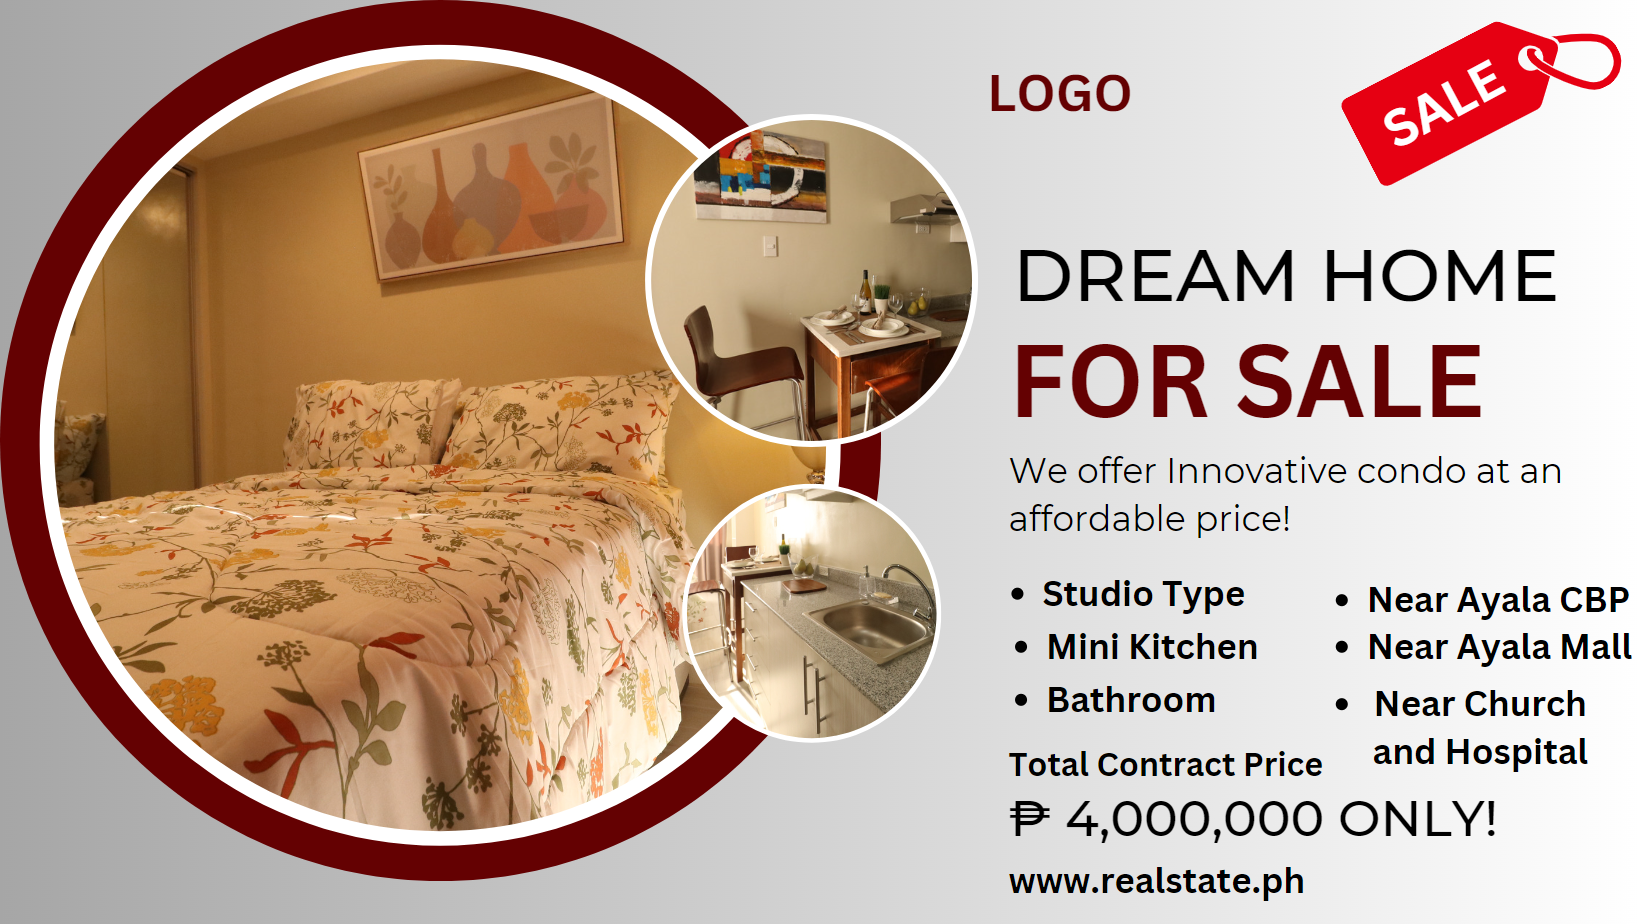 LOGO
SALE
DREAM HOME
FOR SALE
We offer Innovative condo at an
affordable price!
• Studio Type
• Mini Kitchen
• Bathroom
• Near Ayala CBP
• Near Ayala Mall
• Near Church
and Hospital
Total Contract Price
₱ 4,000,000 ONLY!
www.realstate.ph